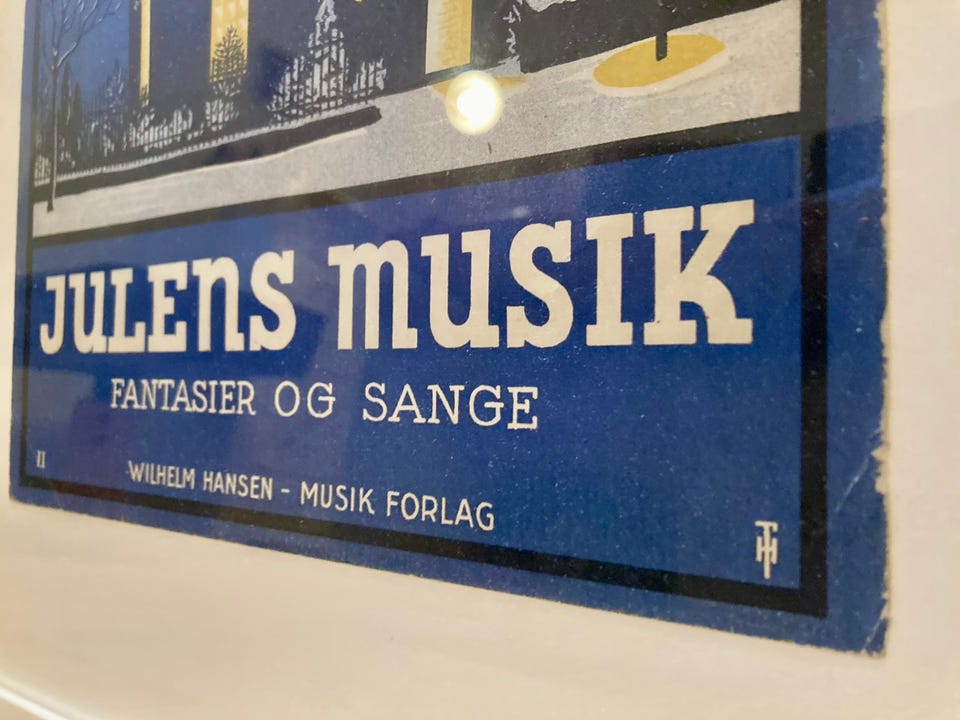 JULENS MUSIK
FANTASIER OG SANGE
II
WILHELM HANSEN - MUSIK FORLAG